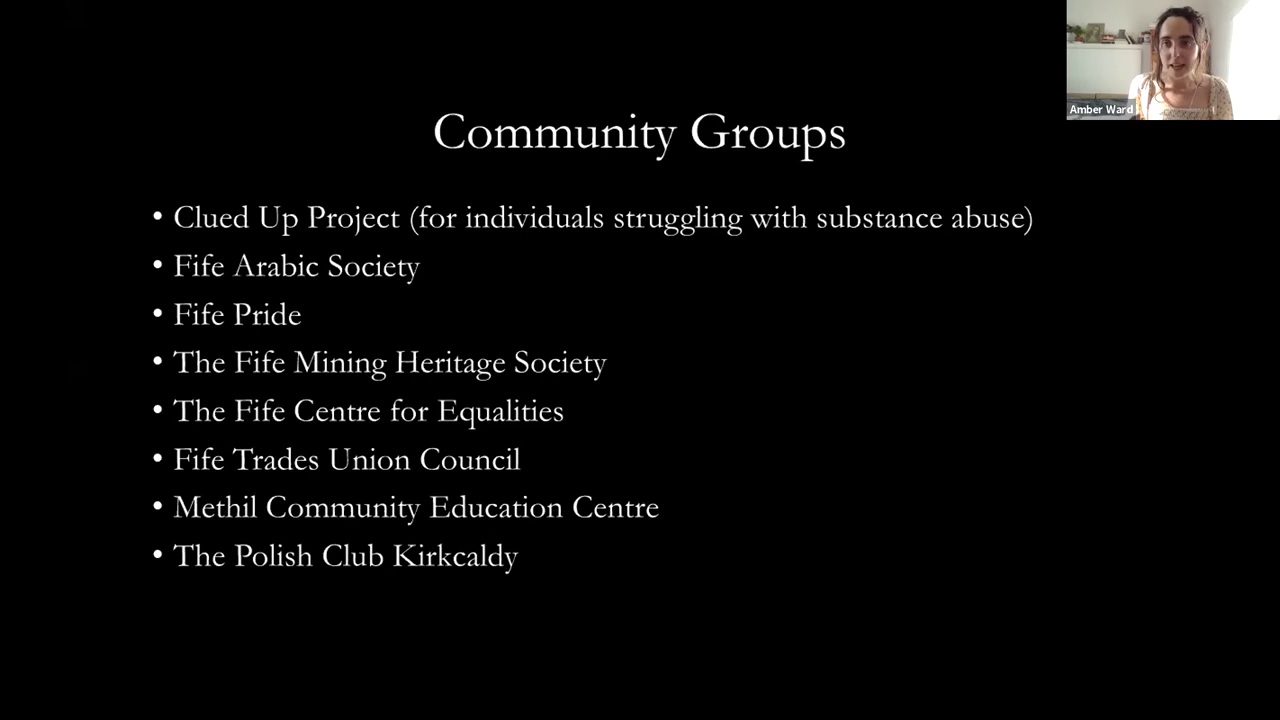 Amber Ward
Community Groups
• Clued Up Project (for individuals struggling with substance abuse)
• Fife Arabic Society
• Fife Pride
• The Fife Mining Heritage Society
• The Fife Centre for Equalities
• Fife Trades Union Council
• Methil Community Education Centre
• The Polish Club Kirkcaldy